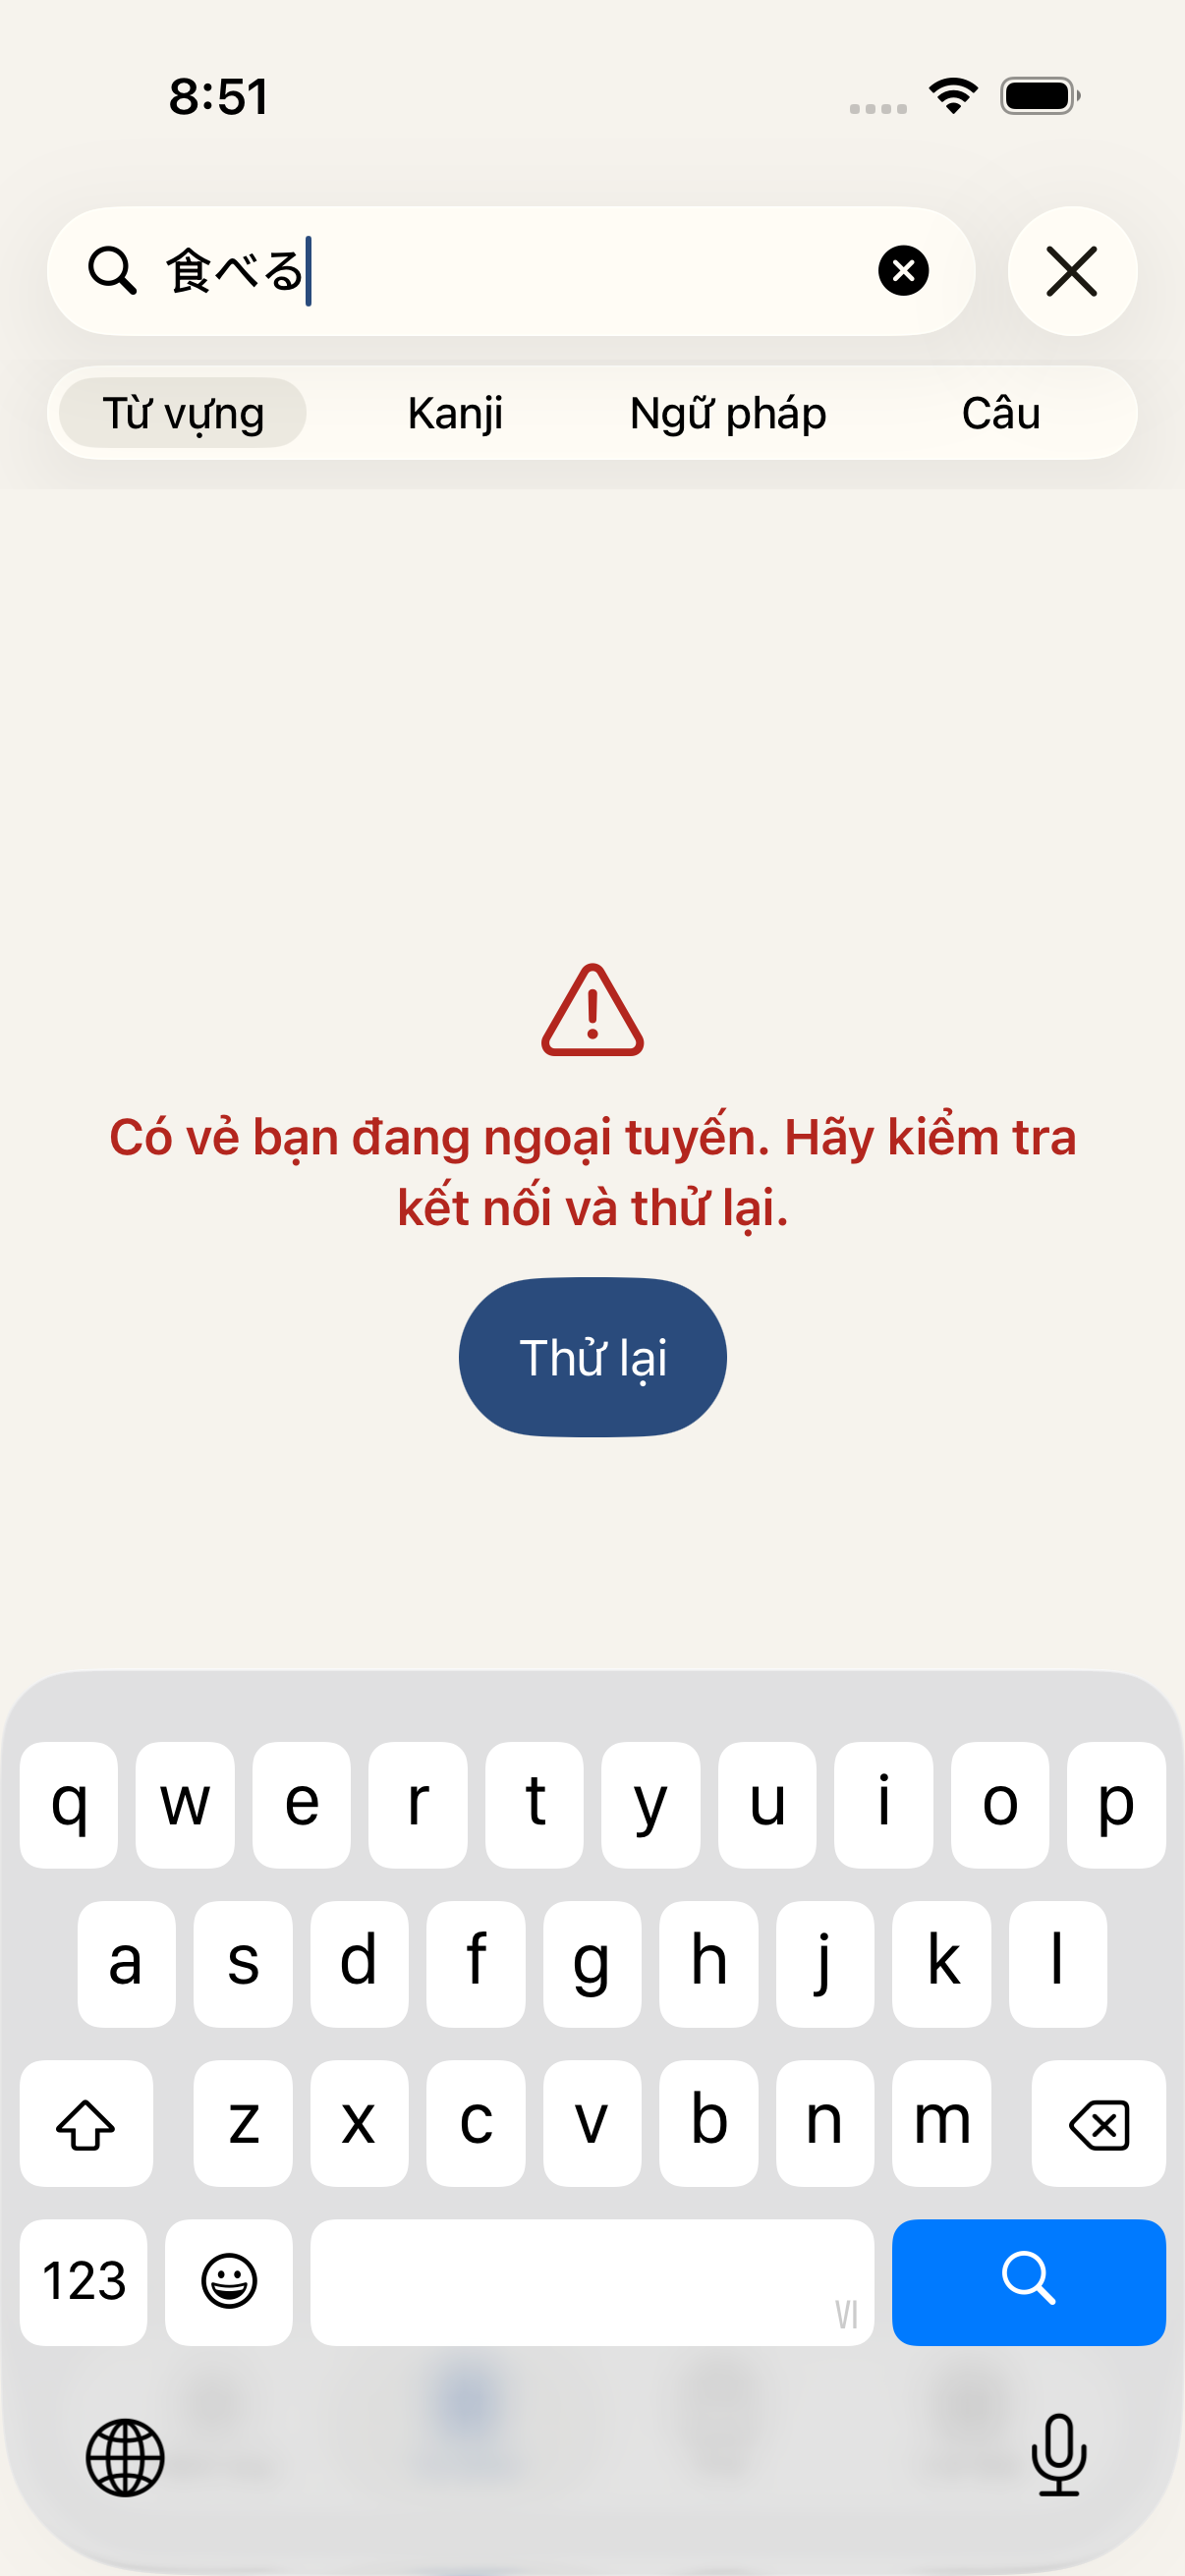 8:51
食べる
Từ vựng Kanji Ngữ pháp Câu
Có vẻ bạn đang ngoại tuyến. Hãy kiểm tra
kết nối và thử lại.
Thử lại
q w e r t y u i o p
a s d f g h j k l
z x c v b n m
123
VI